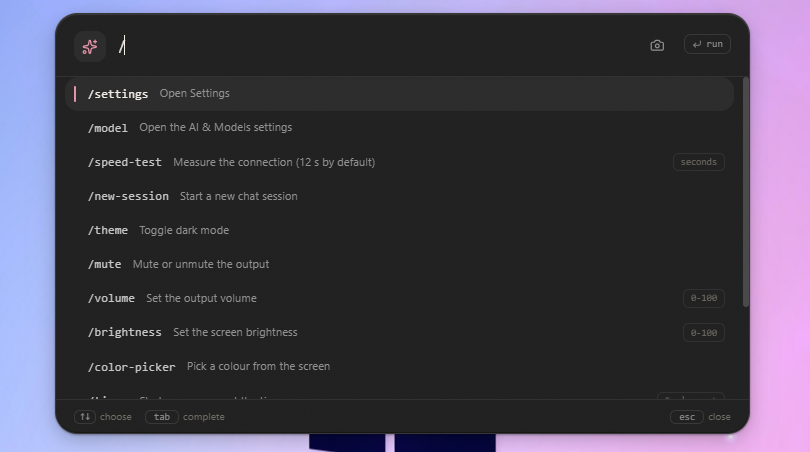 /
run
/settings Open Settings
/model Open the AI & Models settings
/speed-test Measure the connection (12 s by default) seconds
/new-session Start a new chat session
/theme Toggle dark mode
/mute Mute or unmute the output
/volume Set the output volume 0-100
/brightness Set the screen brightness 0-100
/color-picker Pick a colour from the screen
↑↓ choose tab complete esc close